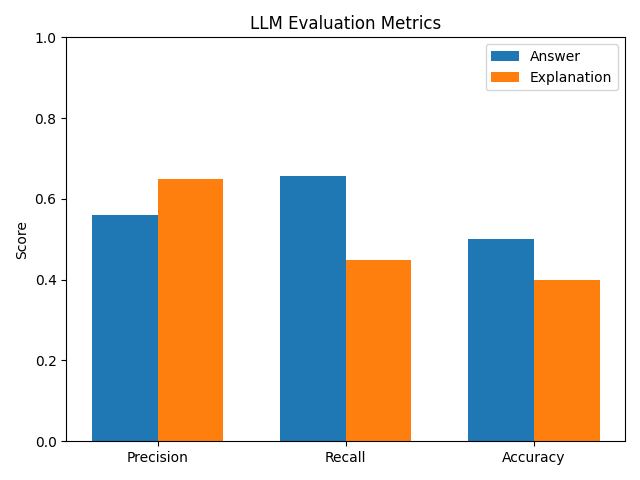 LLM Evaluation Metrics
1.0
0.8
0.6
0.4
0.2
0.0
Score
Answer
Explanation
Precision Recall Accuracy